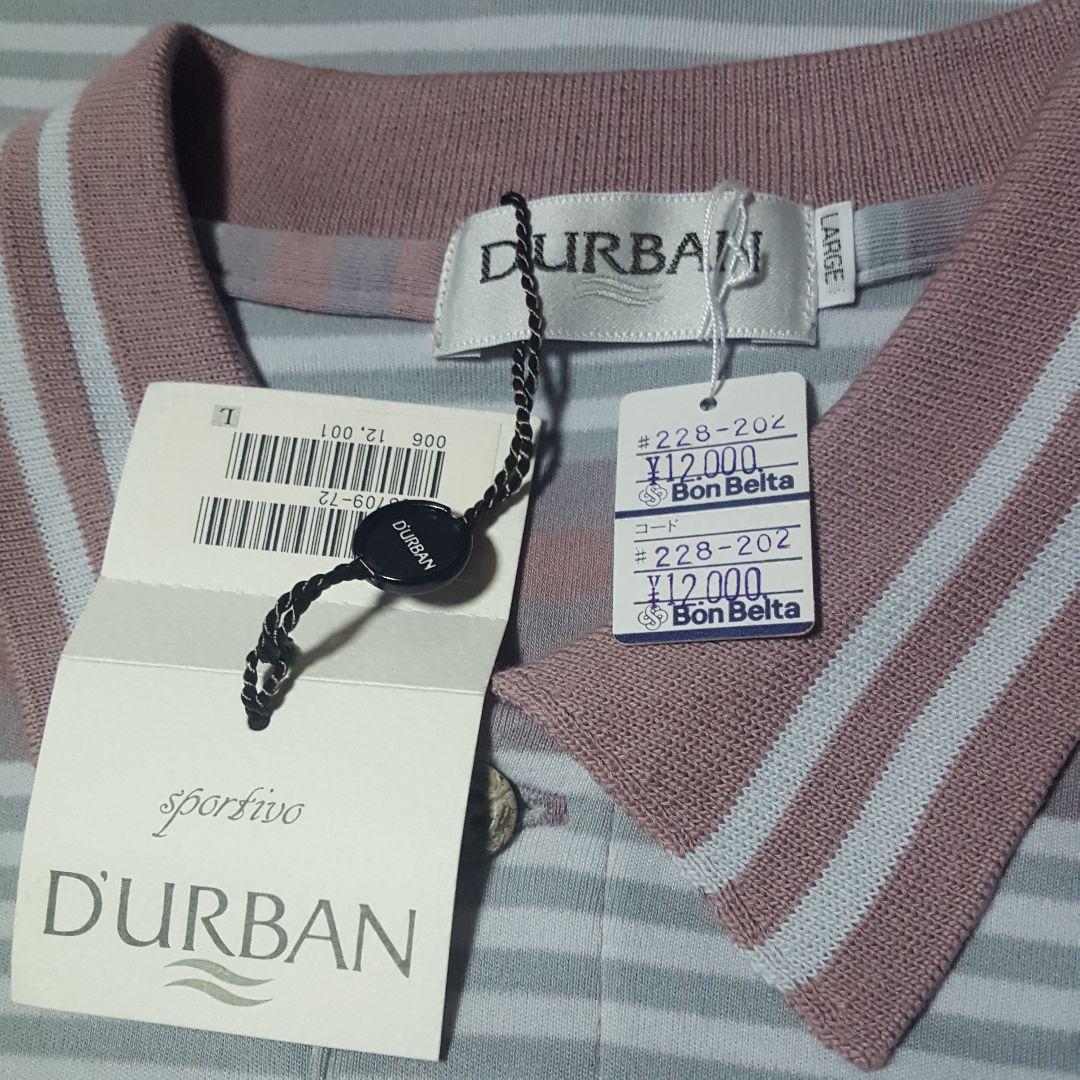 D'URBAN
LARGE
L
006 12,001
709-72
D'URBAN
#228-202
¥12.000.
Bon Belta
コード
#228-202
¥12.000.
Bon Belta
sportivo
D'URBAN